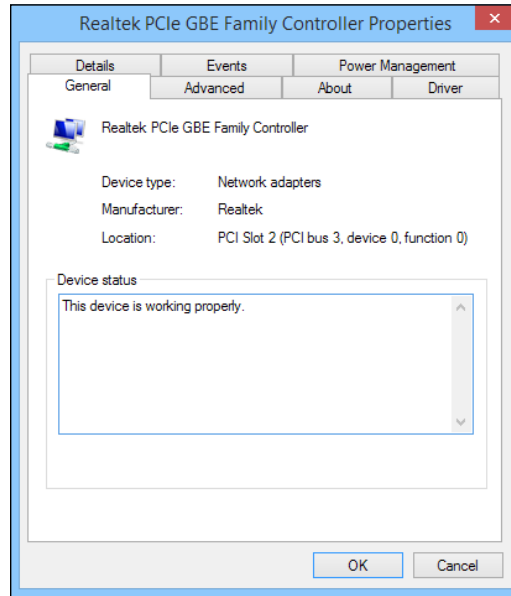 Realtek PCIe GBE Family Controller Properties
Details Events Power Management
General Advanced About Driver
Realtek PCIe GBE Family Controller
Device type: Network adapters
Manufacturer: Realtek
Location: PCI Slot 2 (PCI bus 3, device 0, function 0)
Device status
This device is working properly.
OK Cancel